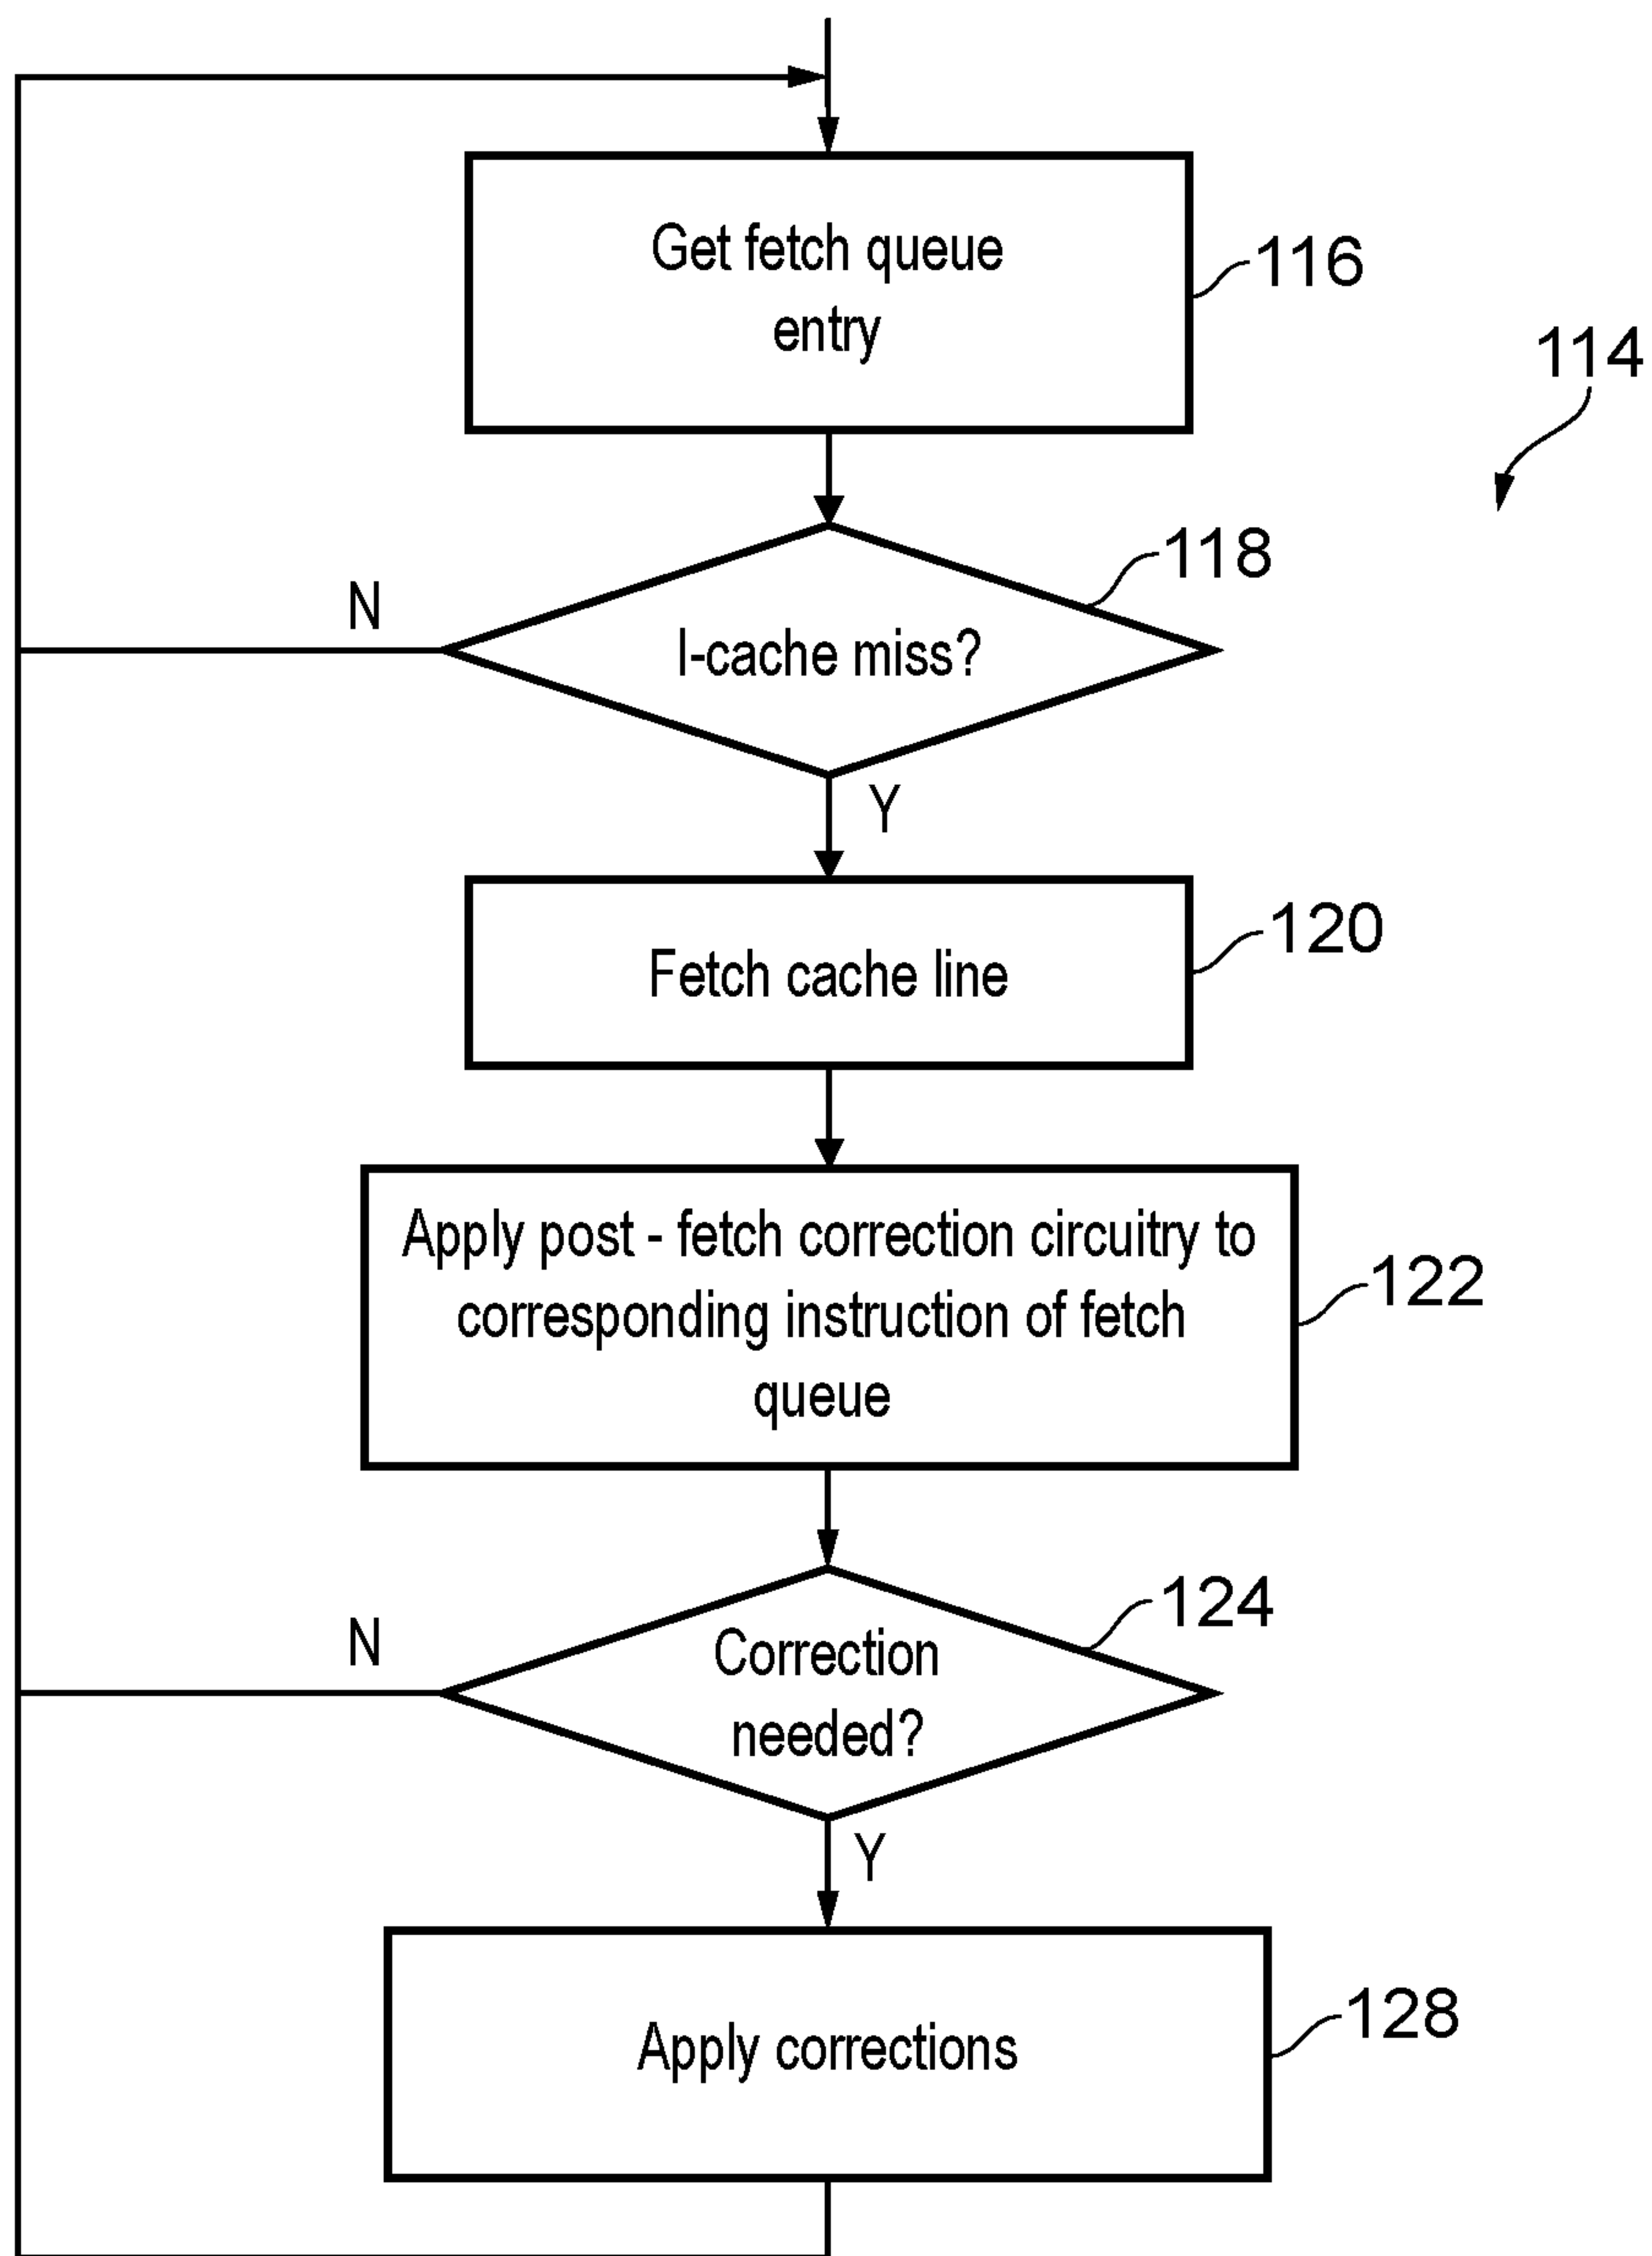 Get fetch queue
entry
116
114
118
N
I-cache miss?
Y
120
Fetch cache line
Apply post - fetch correction circuitry to
corresponding instruction of fetch
queue
122
124
N
Correction
needed?
Y
128
Apply corrections